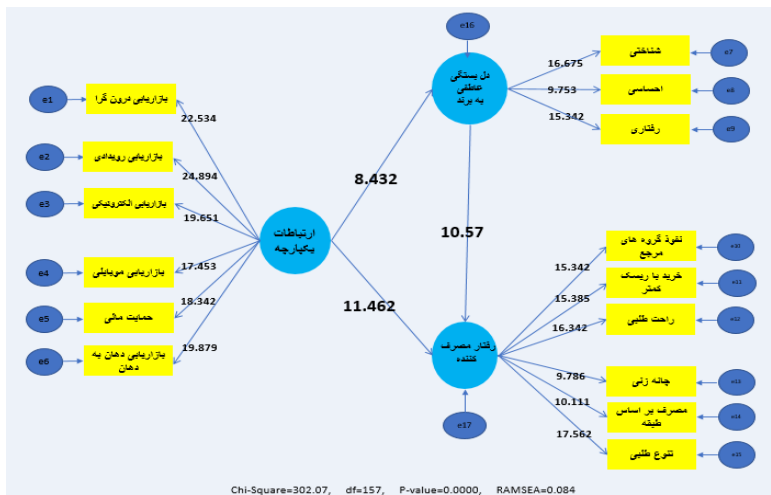 e16
شناختی
e7
16.675
دل بستگی
عاطفی
به برند
احساسی
e8
9.753
رفتاری
e9
15.342
e1
بازاریابی درون گرا
22.534
e2
بازاریابی رویدادی
24.894
e3
بازاریابی الکترونیکی
19.651
8.432
ارتباطات
یکپارچه
10.57
e4
بازاریابی موبایلی
17.453
e5
حمایت مالی
18.342
e6
بازاریابی دهان به
دهان
19.879
11.462
نفوذ گروه های
مرجع
e10
15.342
خرید با ریسک
کمتر
e11
15.385
راحت طلبی
e12
16.342
رفتار مصرف
کننده
چانه زنی
e13
9.786
مصرف بر اساس
طبقه
e14
10.111
تنوع طلبی
e15
17.562
e17
Chi-Square=302.07, df=157, P-value=0.0000, RAMSEA=0.084